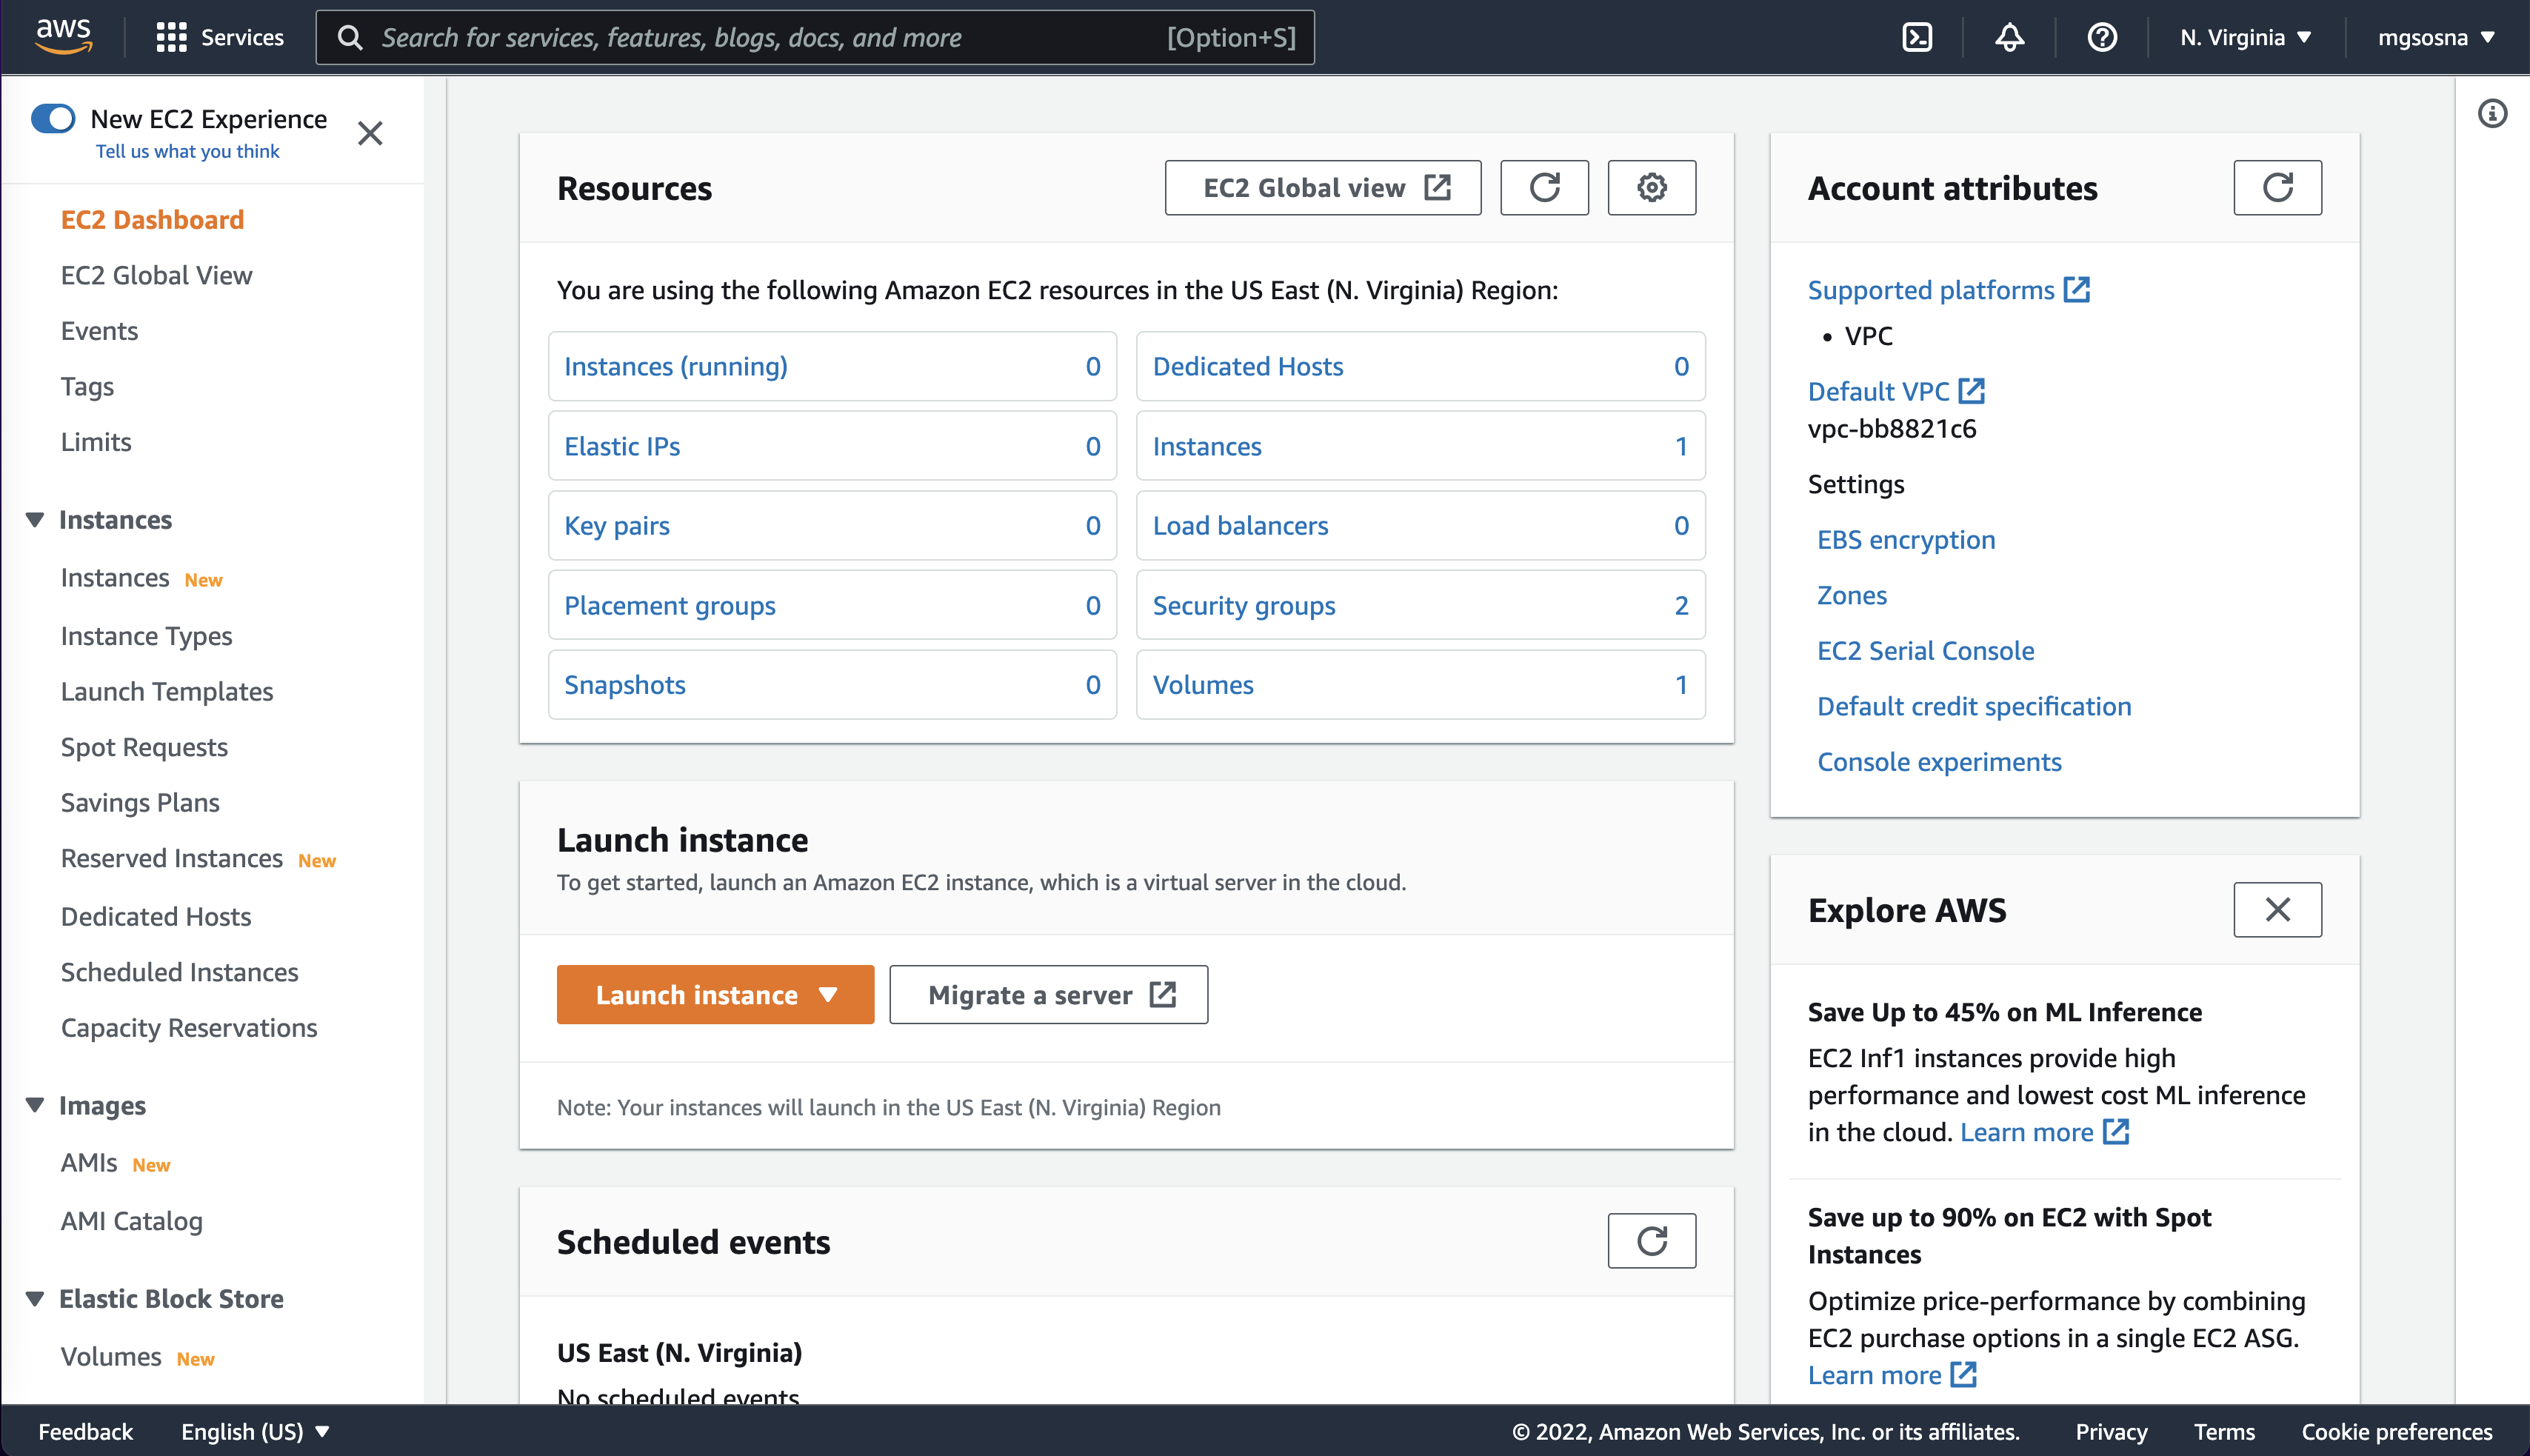 aws
Services
Search for services, features, blogs, docs, and more [Option+S]
N. Virginia
mgsosna
New EC2 Experience
Tell us what you think
EC2 Dashboard
EC2 Global View
Events
Tags
Limits
Instances
Instances New
Instance Types
Launch Templates
Spot Requests
Savings Plans
Reserved Instances New
Dedicated Hosts
Scheduled Instances
Capacity Reservations
Images
AMIs New
AMI Catalog
Elastic Block Store
Volumes New
Resources
EC2 Global view
You are using the following Amazon EC2 resources in the US East (N. Virginia) Region:
Instances (running) 0
Dedicated Hosts 0
Elastic IPs 0
Instances 1
Key pairs 0
Load balancers 0
Placement groups 0
Security groups 2
Snapshots 0
Volumes 1
Launch instance
To get started, launch an Amazon EC2 instance, which is a virtual server in the cloud.
Launch instance
Migrate a server
Note: Your instances will launch in the US East (N. Virginia) Region
Scheduled events
US East (N. Virginia)
No scheduled events
Account attributes
Supported platforms
• VPC
Default VPC
vpc-bb8821c6
Settings
EBS encryption
Zones
EC2 Serial Console
Default credit specification
Console experiments
Explore AWS
Save Up to 45% on ML Inference
EC2 Inf1 instances provide high
performance and lowest cost ML inference
in the cloud. Learn more
Save up to 90% on EC2 with Spot
Instances
Optimize price-performance by combining
EC2 purchase options in a single EC2 ASG.
Learn more
Feedback
English (US)
© 2022, Amazon Web Services, Inc. or its affiliates.
Privacy
Terms
Cookie preferences